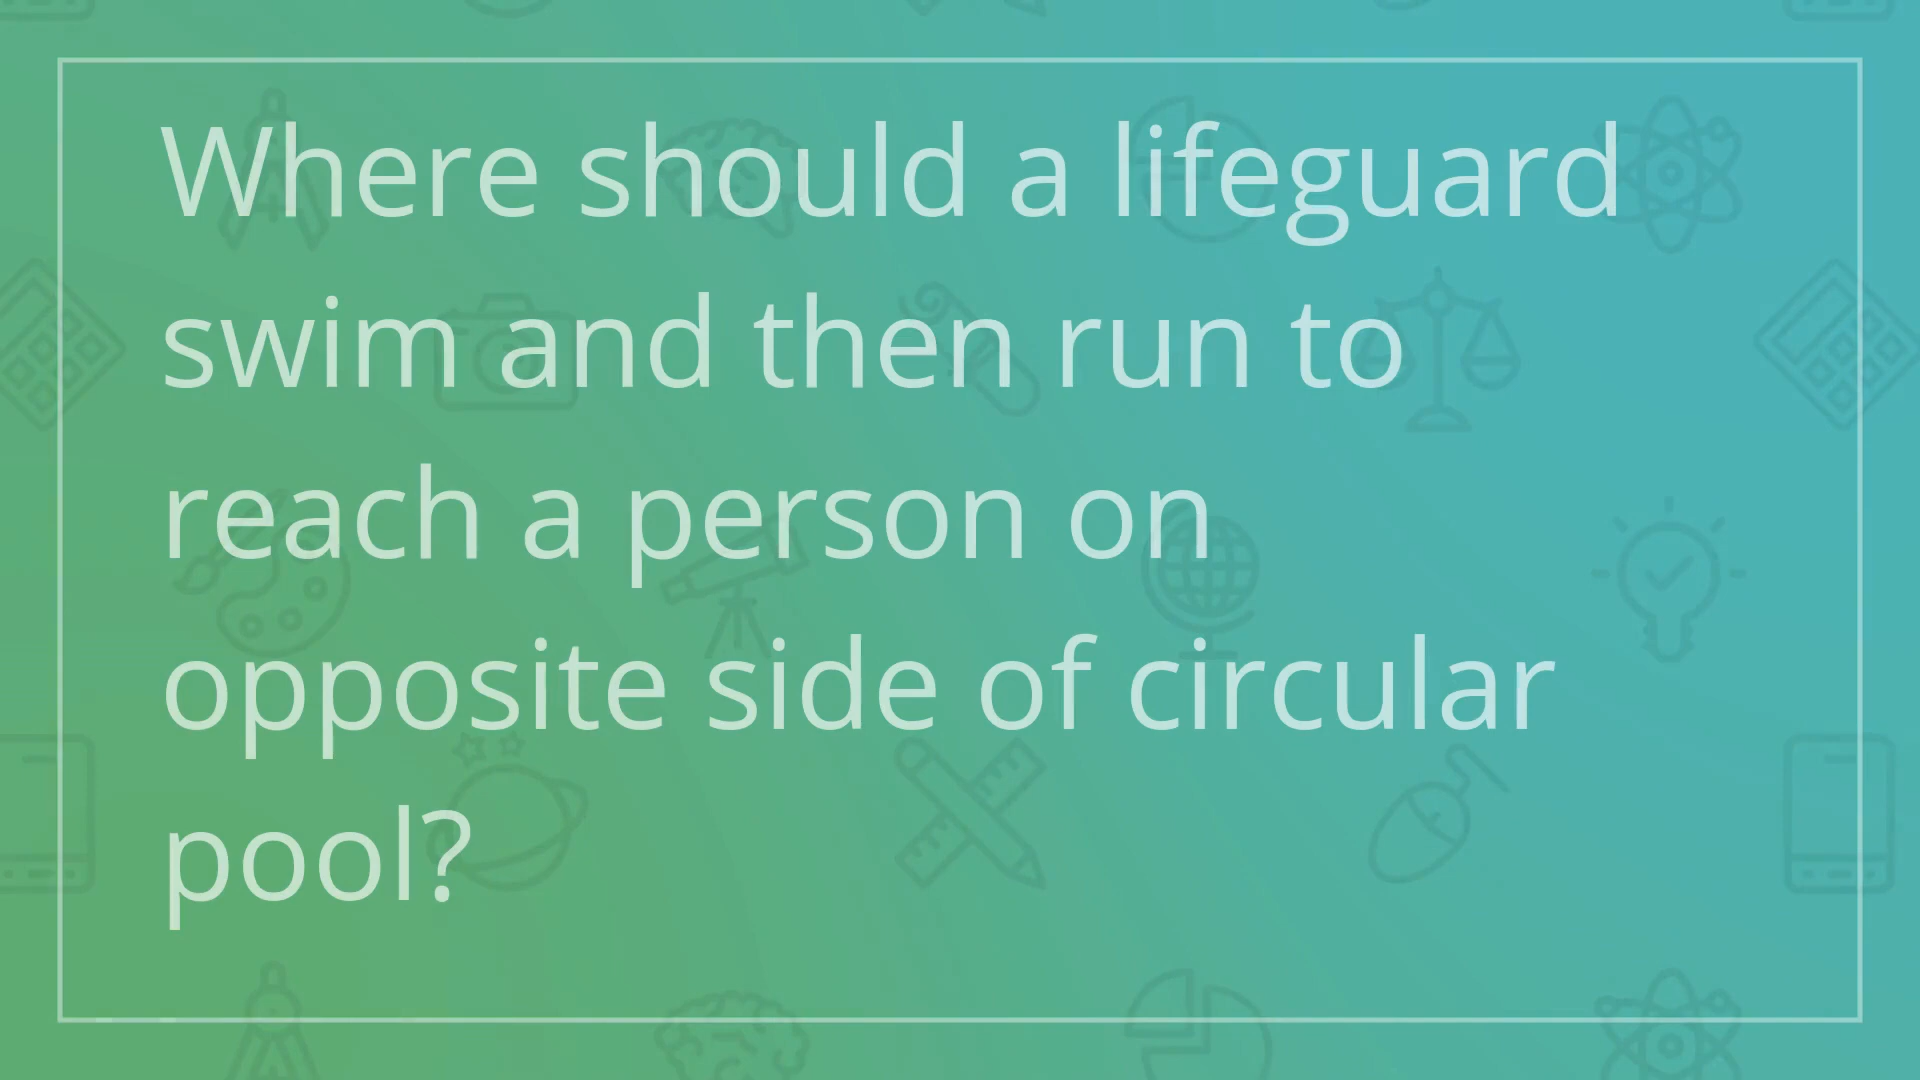 Where should a lifeguard
swim and then run to
reach a person on
opposite side of circular
pool?